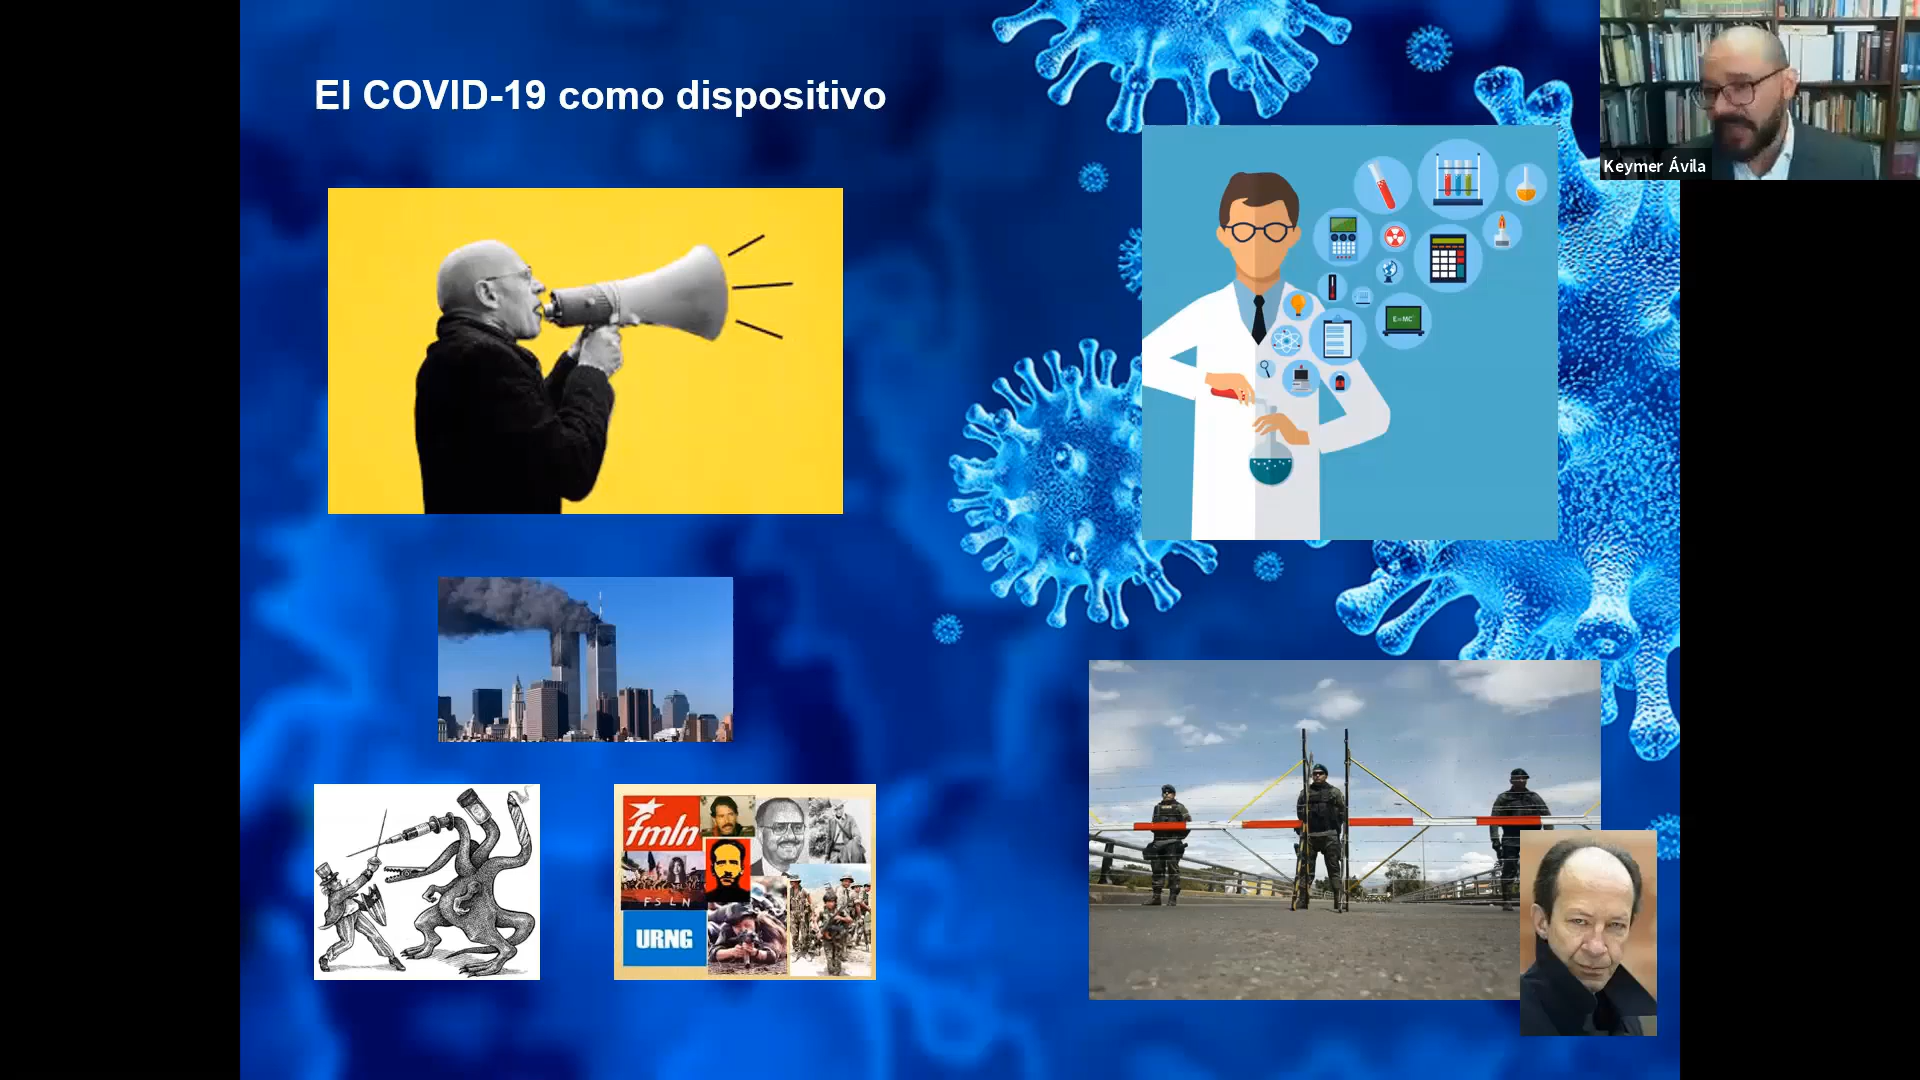 El COVID-19 como dispositivo
Keymer Ávila
E=MC²
fmln
FSLN
URNG